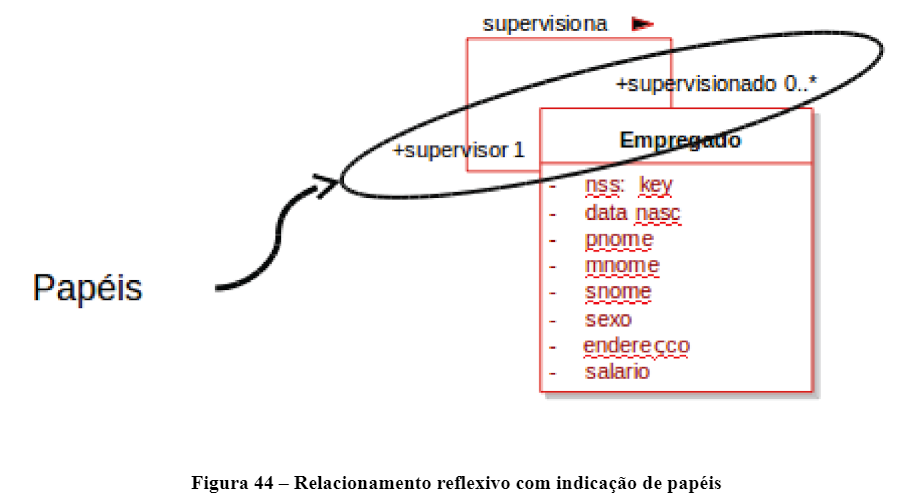 supervisiona
+supervisionado 0..*
+supervisor 1
Empregado
- nss: key
- data nasc
- pnome
- mnome
- snome
- sexo
- endereçco
- salario
Papéis
Figura 44 – Relacionamento reflexivo com indicação de papéis